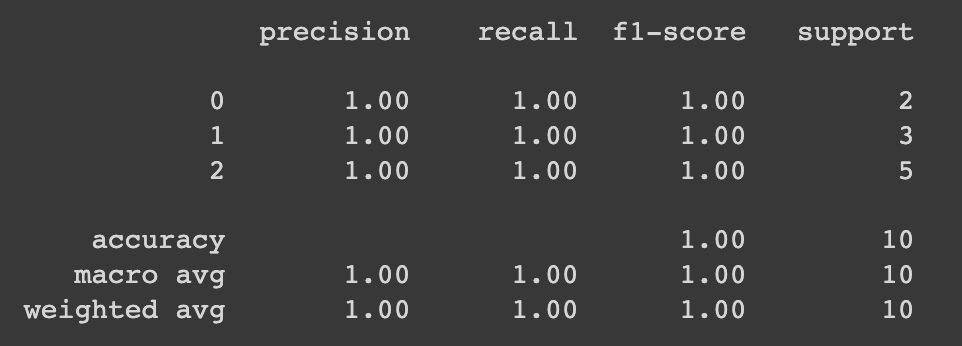 precision recall f1-score support
0 1.00 1.00 1.00 2
1 1.00 1.00 1.00 3
2 1.00 1.00 1.00 5
accuracy 1.00 10
macro avg 1.00 1.00 1.00 10
weighted avg 1.00 1.00 1.00 10